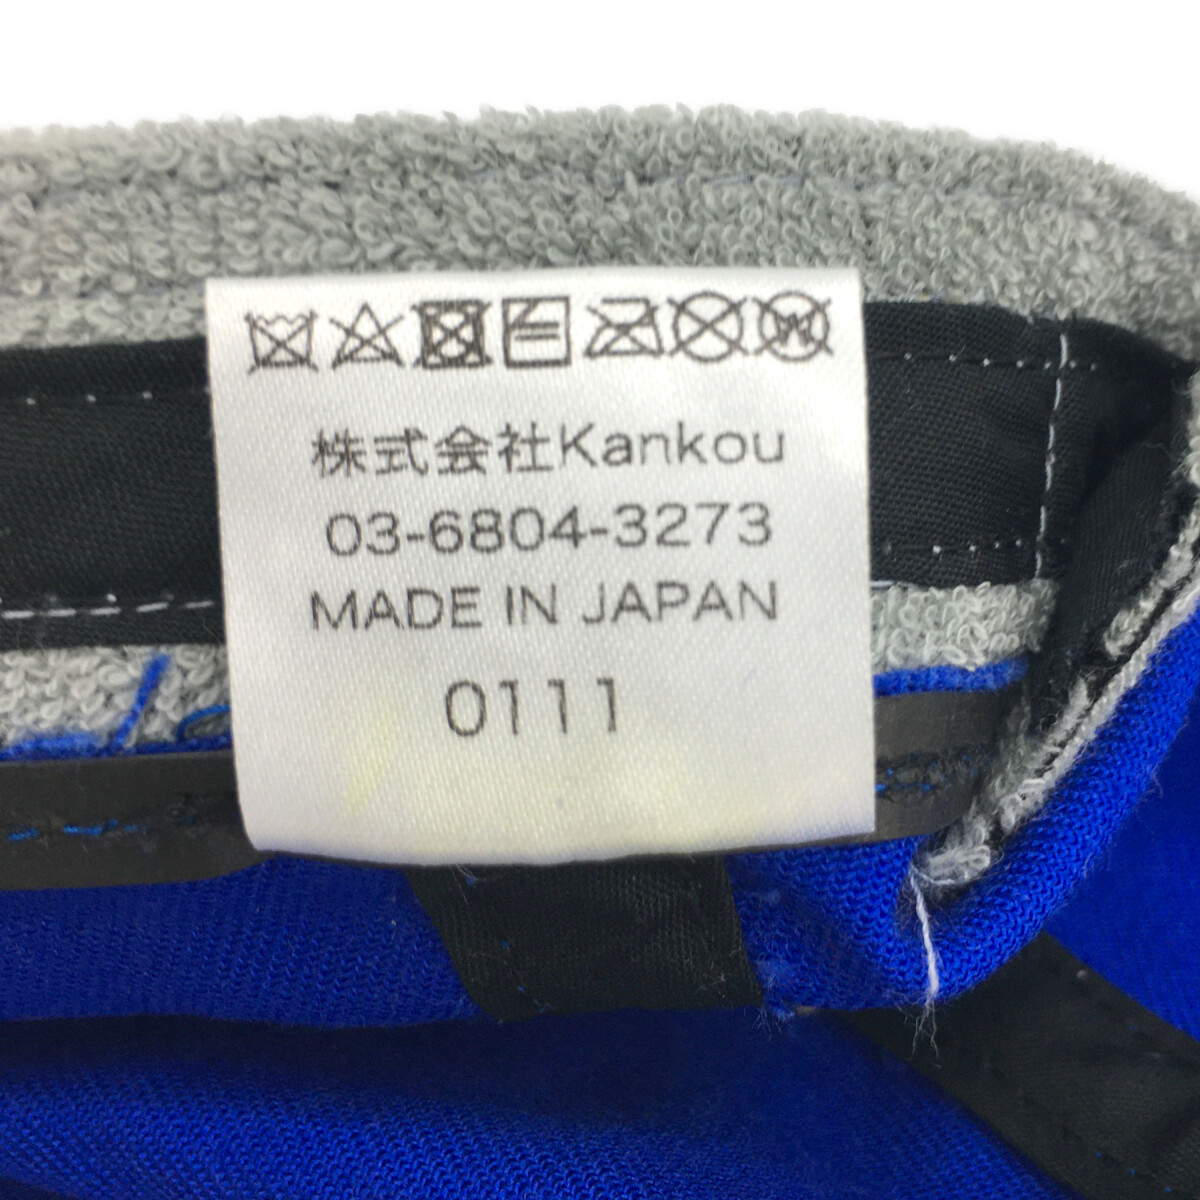 株式会社Kankou
03-6804-3273
MADE IN JAPAN
0111